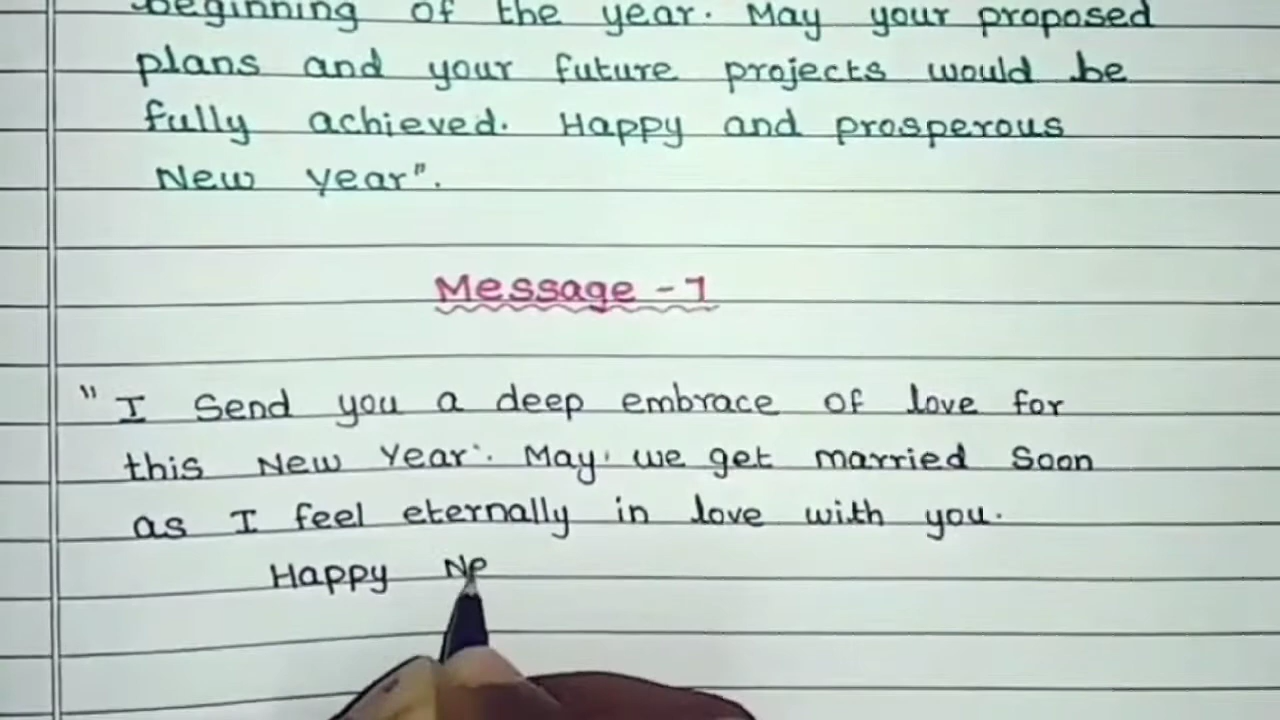 beginning of the year. May your proposed
plans and your future projects would be
fully achieved. Happy and prosperous
New year".
Message - 7
"I Send you a deep embrace of love for
this New Year. May we get married Soon
as I feel eternally in love with you.
Happy Ne